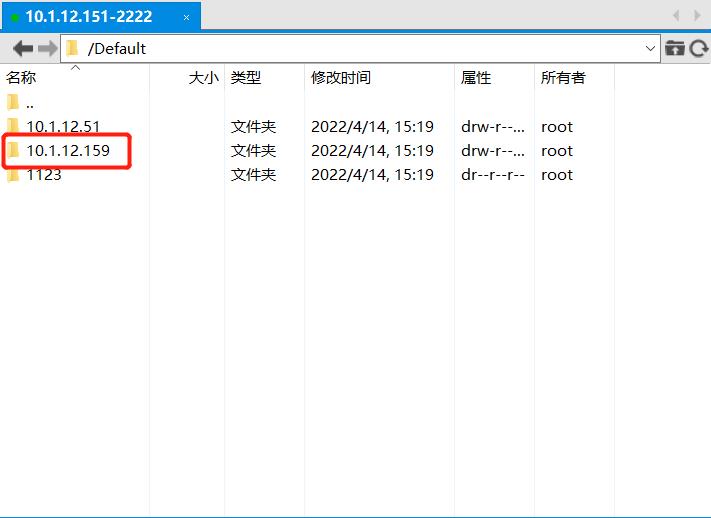 10.1.12.151-2222 ×
/Default
名称 大小 类型 修改时间 属性 所有者
..
10.1.12.51 文件夹 2022/4/14, 15:19 drw-r--... root
10.1.12.159 文件夹 2022/4/14, 15:19 drw-r--... root
1123 文件夹 2022/4/14, 15:19 dr--r--r-- root